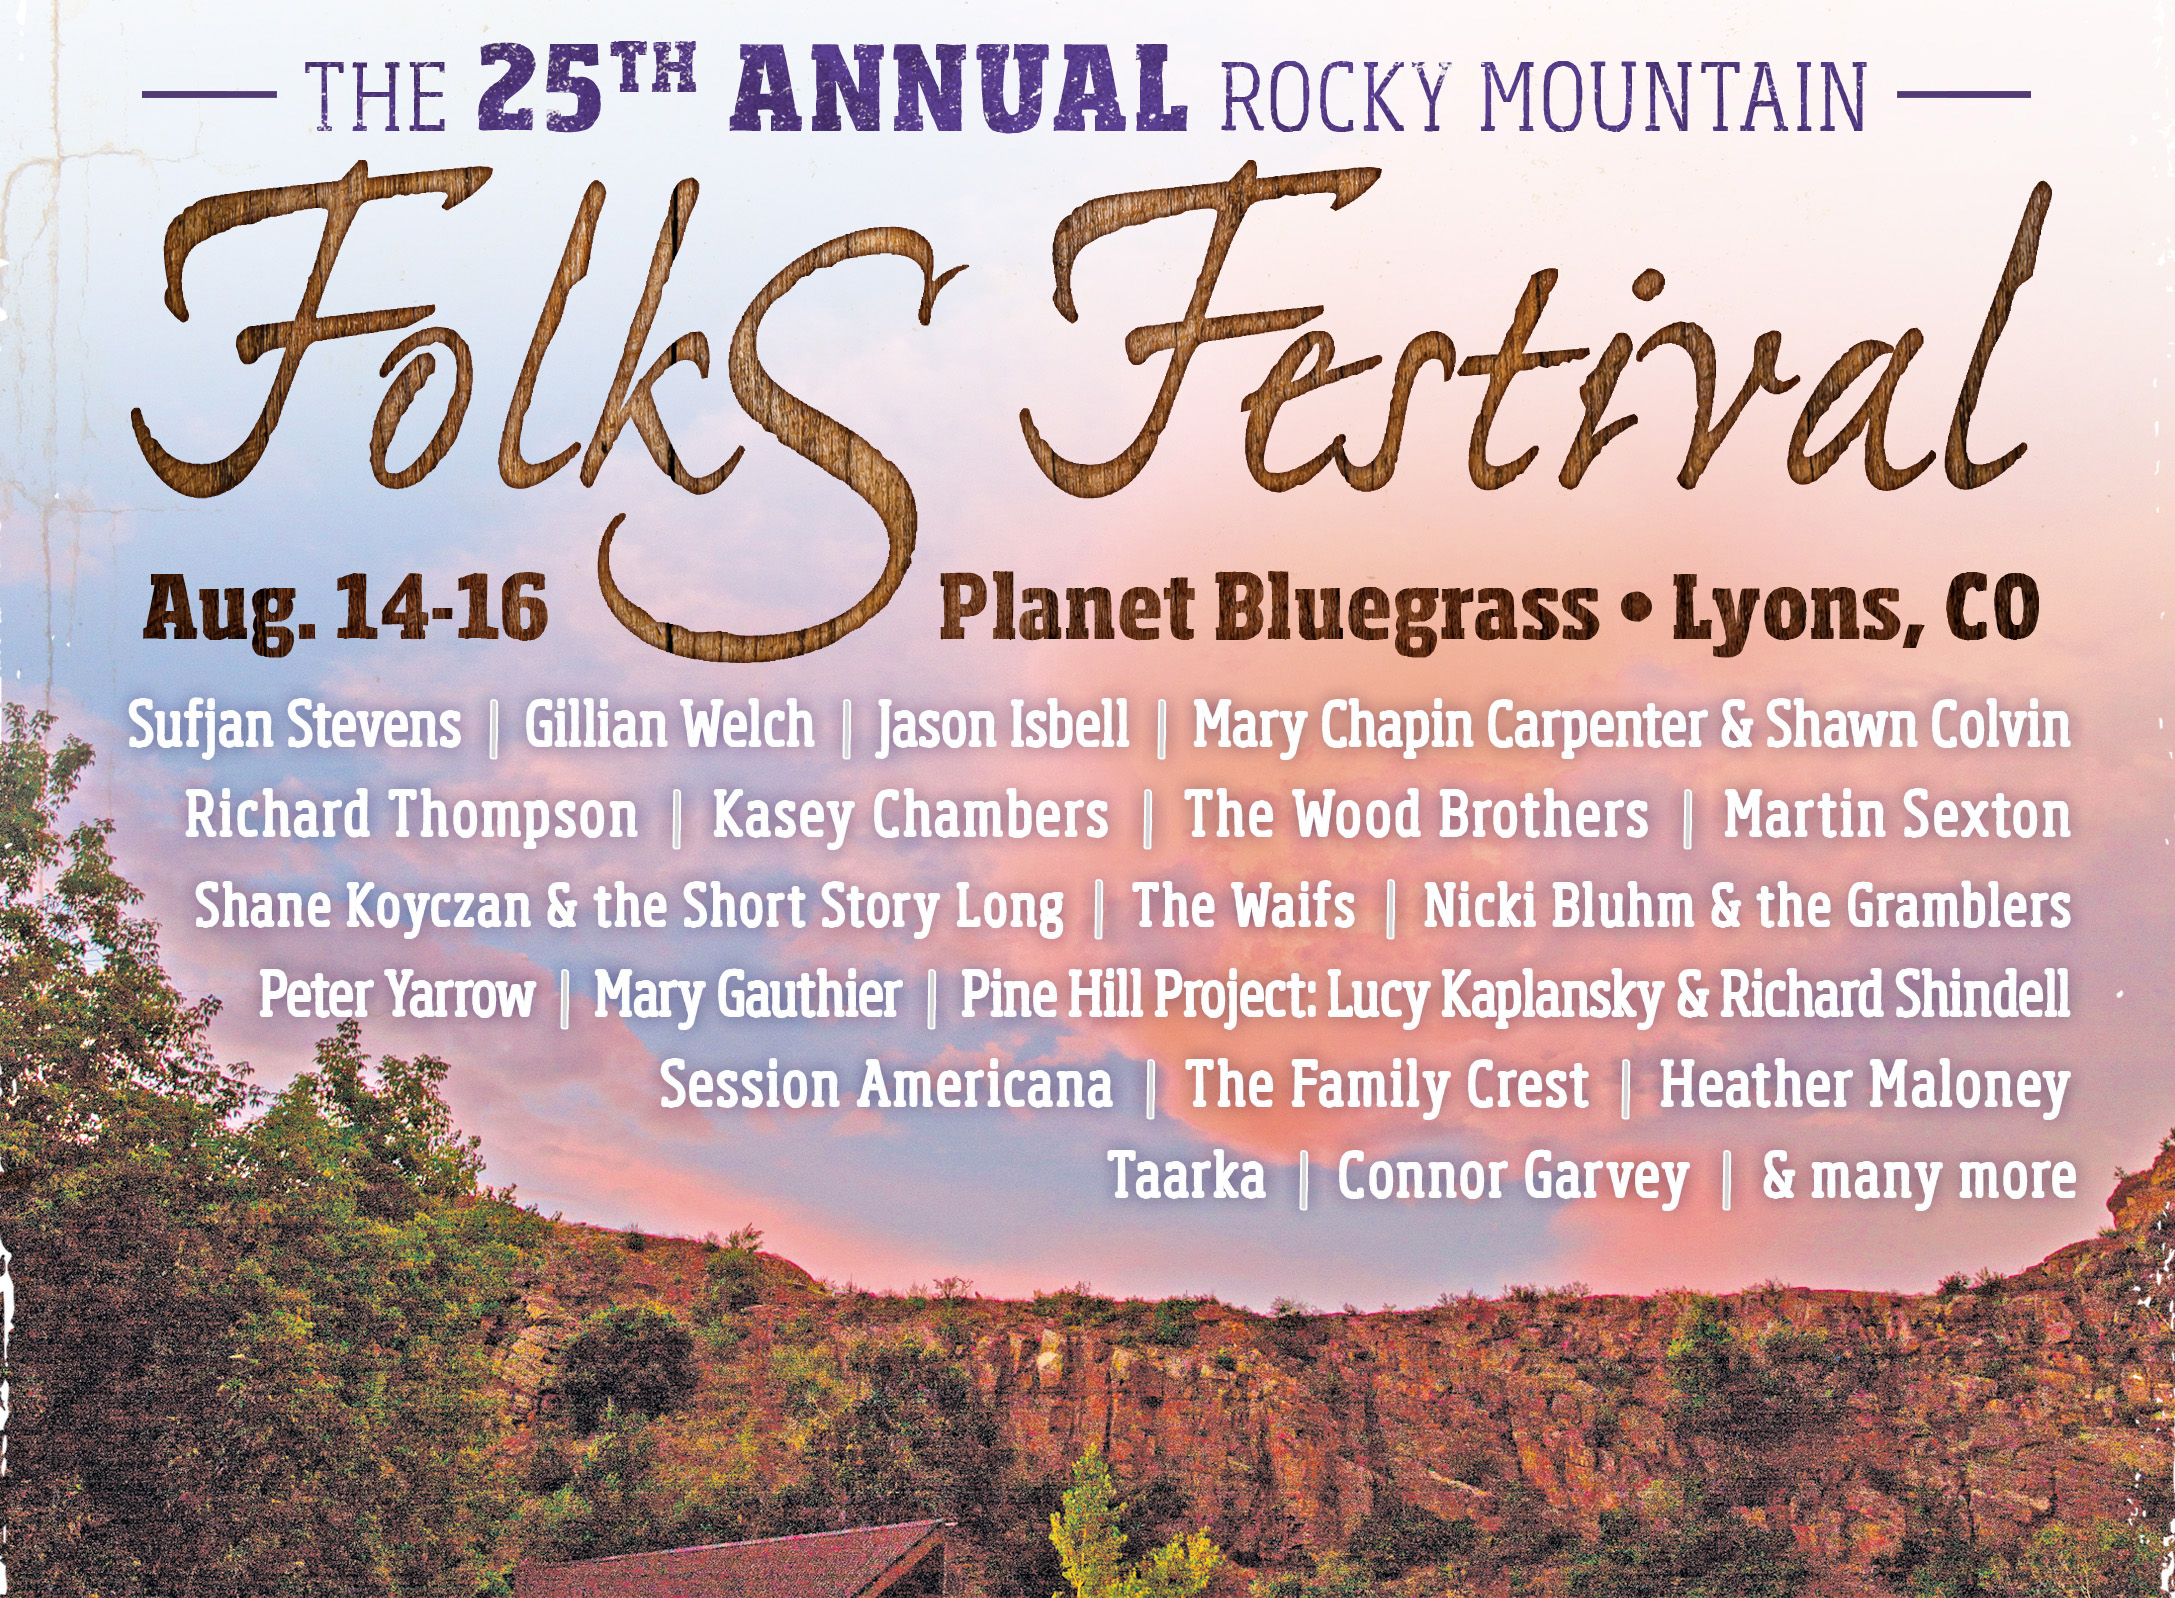 THE 25TH ANNUAL ROCKY MOUNTAIN
Folks Festival
Aug. 14-16 Planet Bluegrass • Lyons, CO
Sufjan Stevens | Gillian Welch | Jason Isbell | Mary Chapin Carpenter & Shawn Colvin
Richard Thompson | Kasey Chambers | The Wood Brothers | Martin Sexton
Shane Koyczan & the Short Story Long | The Waifs | Nicki Bluhm & the Gramblers
Peter Yarrow | Mary Gauthier | Pine Hill Project: Lucy Kaplansky & Richard Shindell
Session Americana | The Family Crest | Heather Maloney
Taarka | Connor Garvey | & many more